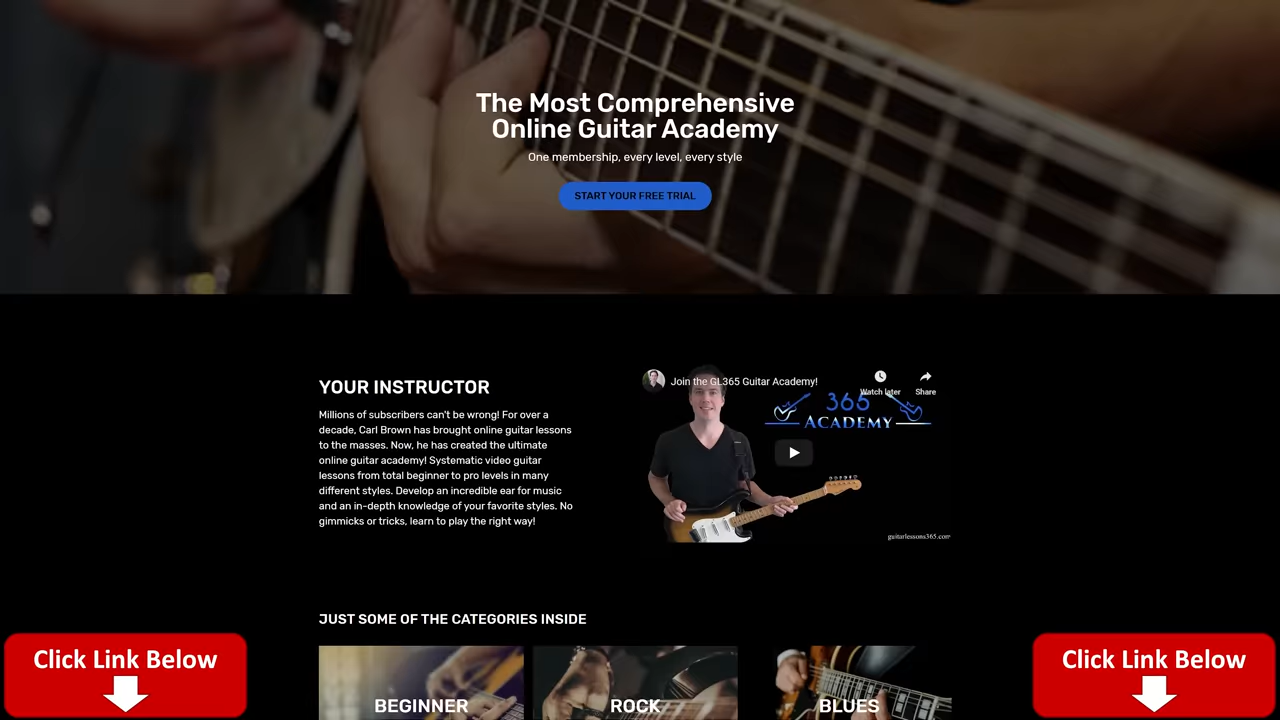 The Most Comprehensive
Online Guitar Academy
One membership, every level, every style
START YOUR FREE TRIAL
YOUR INSTRUCTOR
Millions of subscribers can't be wrong! For over a
decade, Carl Brown has brought online guitar lessons
to the masses. Now, he has created the ultimate
online guitar academy! Systematic video guitar
lessons from total beginner to pro levels in many
different styles. Develop an incredible ear for music
and an in-depth knowledge of your favorite styles. No
gimmicks or tricks, learn to play the right way!
Join the GL365 Guitar Academy!
Watch later
Share
365
ACADEMY
guitarlessons365.com
JUST SOME OF THE CATEGORIES INSIDE
BEGINNER
ROCK
BLUES
Click Link Below
Click Link Below